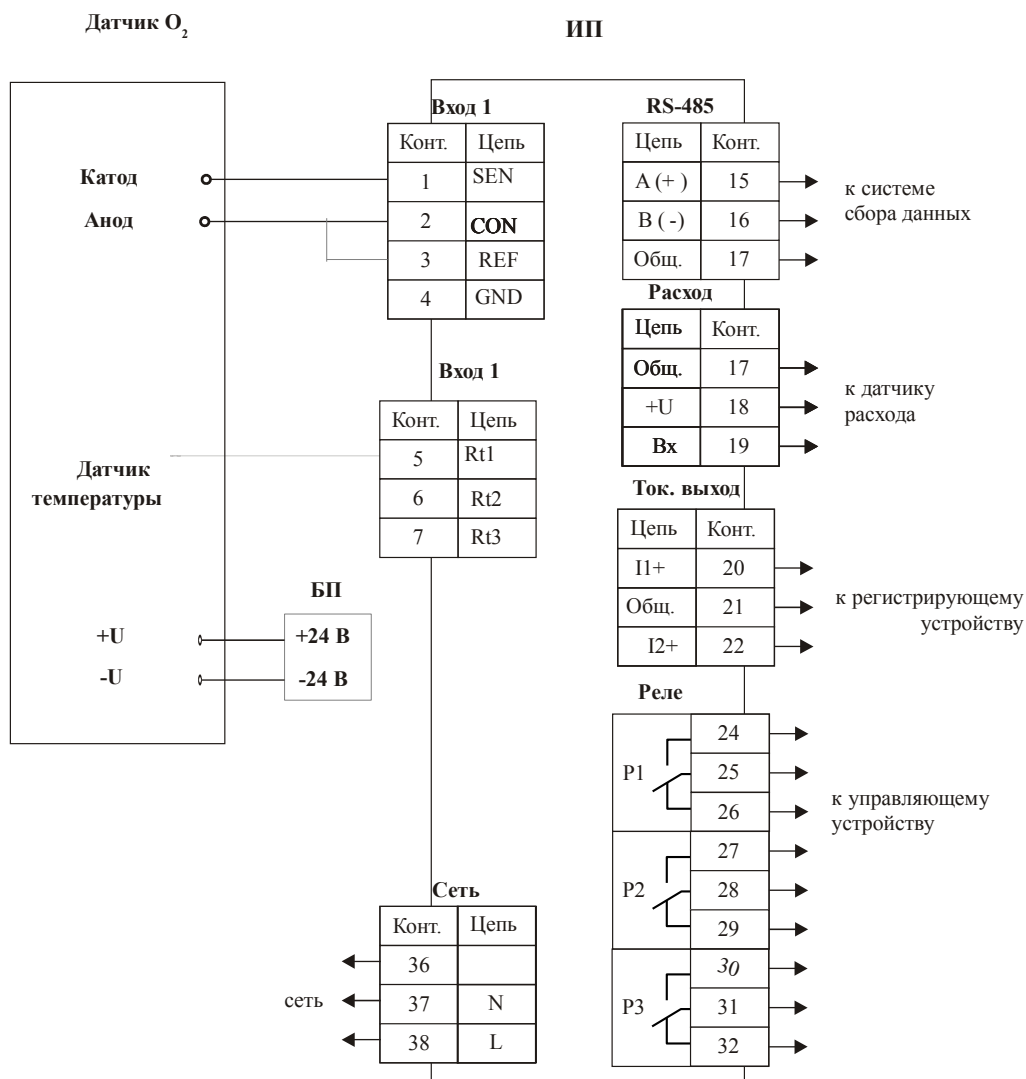 Датчик O2
ИП
Вход 1
Конт. Цепь
1 SEN
2 CON
3 REF
4 GND
Катод
Анод
Вход 1
Конт. Цепь
5 Rt1
6 Rt2
7 Rt3
Датчик
температуры
БП
+U
+24 В
-U
-24 В
Сеть
Конт. Цепь
36
37 N
38 L
сеть
RS-485
Цепь Конт.
A (+ ) 15
B ( -) 16
Общ. 17
к системе
сбора данных
Расход
Цепь Конт.
Общ. 17
+U 18
Вх 19
к датчику
расхода
Ток. выход
Цепь Конт.
I1+ 20
Общ. 21
I2+ 22
к регистрирующему
устройству
Реле
P1
24
25
26
P2
27
28
29
P3
30
31
32
к управляющему
устройству